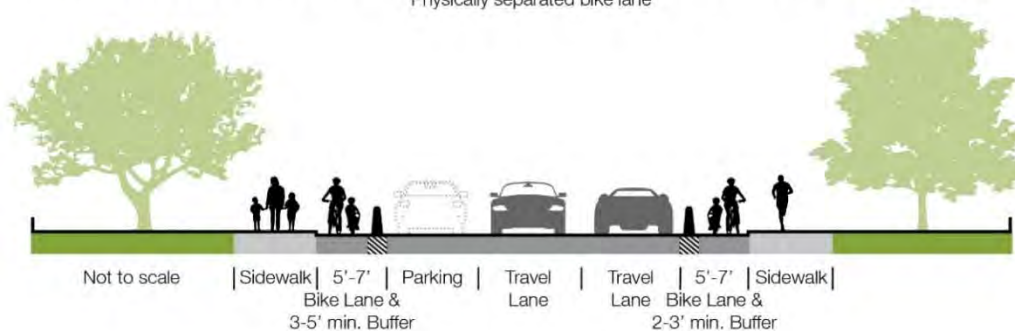 Physically separated bike lane
Not to scale | Sidewalk | 5'-7' | Parking | Travel | Travel | 5'-7' | Sidewalk |
Bike Lane & Lane Lane Bike Lane &
3-5' min. Buffer 2-3' min. Buffer